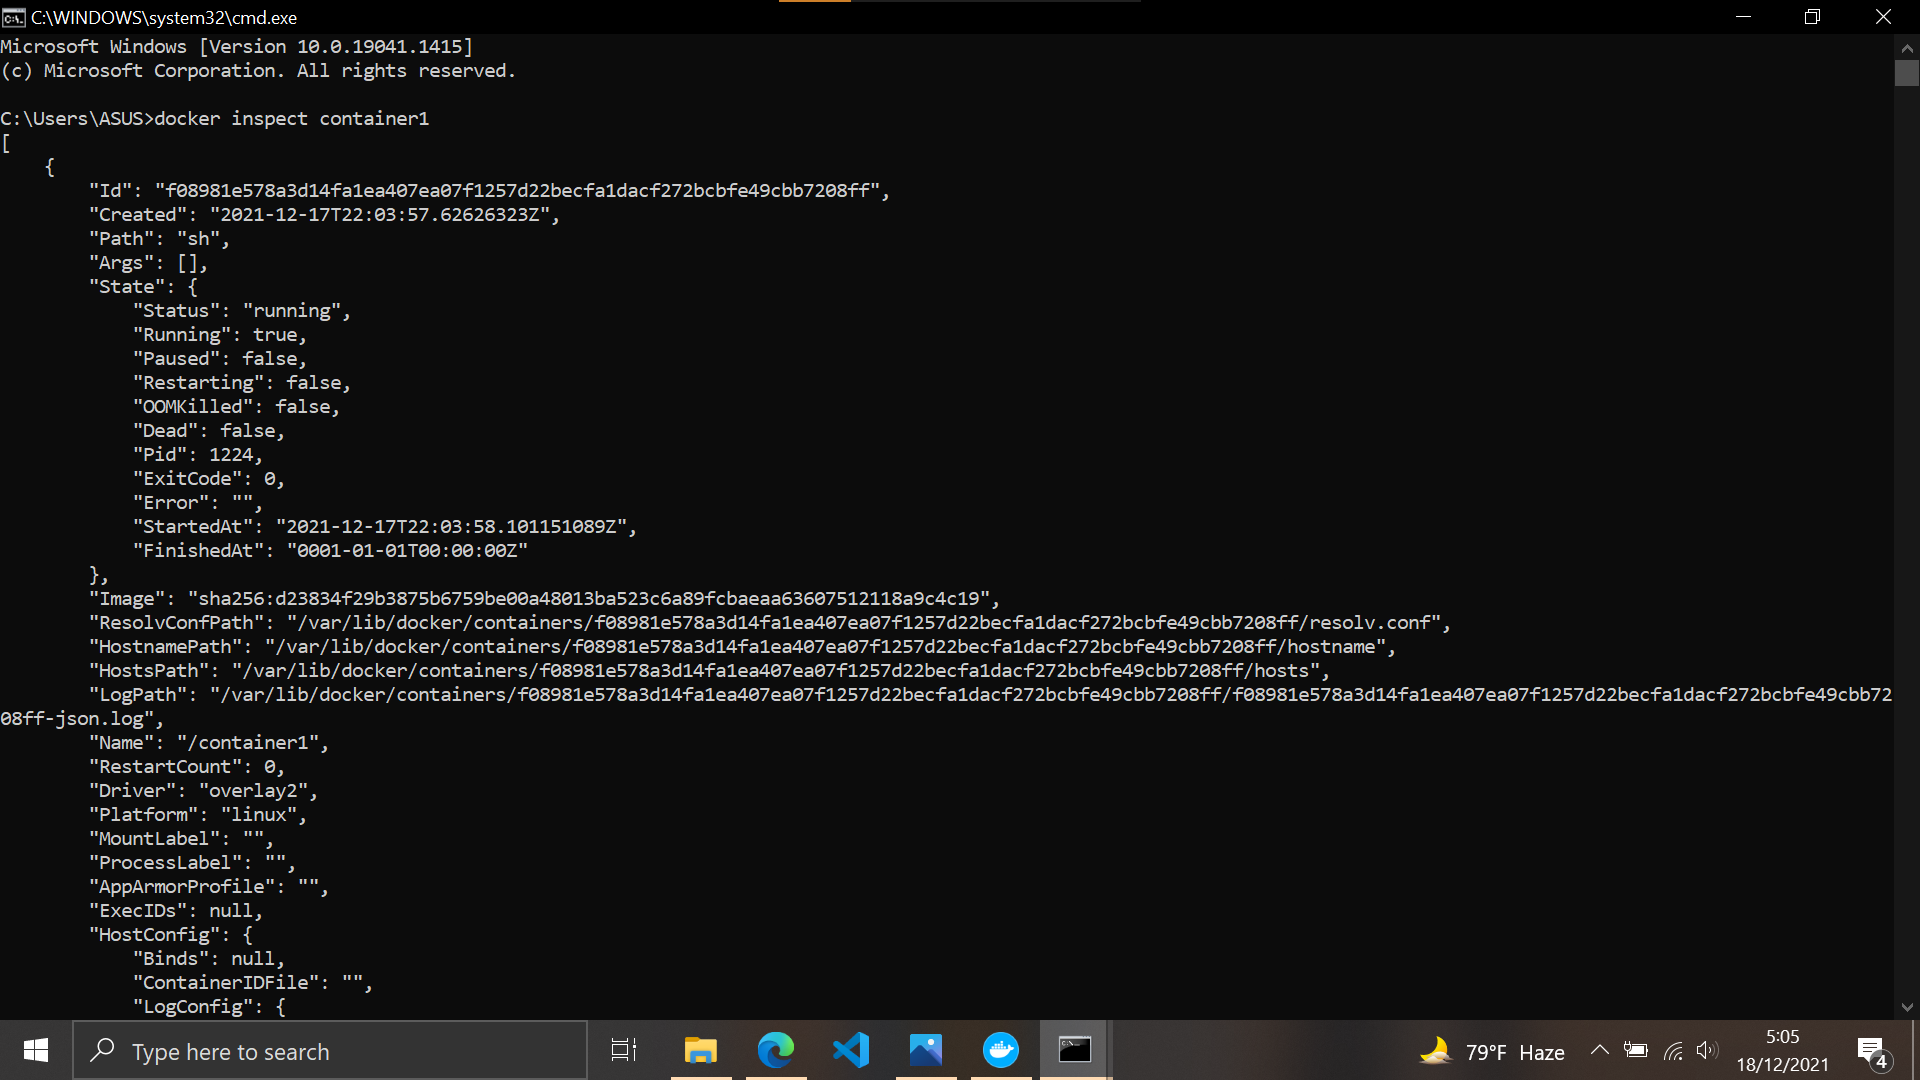 C:\WINDOWS\system32\cmd.exe
Microsoft Windows [Version 10.0.19041.1415]
(c) Microsoft Corporation. All rights reserved.
C:\Users\ASUS>docker inspect container1
[
    {
        "Id": "f08981e578a3d14fa1ea407ea07f1257d22becfa1dacf272bcbfe49cbb7208ff",
        "Created": "2021-12-17T22:03:57.62626323Z",
        "Path": "sh",
        "Args": [],
        "State": {
            "Status": "running",
            "Running": true,
            "Paused": false,
            "Restarting": false,
            "OOMKilled": false,
            "Dead": false,
            "Pid": 1224,
            "ExitCode": 0,
            "Error": "",
            "StartedAt": "2021-12-17T22:03:58.101151089Z",
            "FinishedAt": "0001-01-01T00:00:00Z"
        },
        "Image": "sha256:d23834f29b3875b6759be00a48013ba523c6a89fcbaeaa63607512118a9c4c19",
        "ResolvConfPath": "/var/lib/docker/containers/f08981e578a3d14fa1ea407ea07f1257d22becfa1dacf272bcbfe49cbb7208ff/resolv.conf",
        "HostnamePath": "/var/lib/docker/containers/f08981e578a3d14fa1ea407ea07f1257d22becfa1dacf272bcbfe49cbb7208ff/hostname",
        "HostsPath": "/var/lib/docker/containers/f08981e578a3d14fa1ea407ea07f1257d22becfa1dacf272bcbfe49cbb7208ff/hosts",
        "LogPath": "/var/lib/docker/containers/f08981e578a3d14fa1ea407ea07f1257d22becfa1dacf272bcbfe49cbb7208ff/f08981e578a3d14fa1ea407ea07f1257d22becfa1dacf272bcbfe49cbb72
08ff-json.log",
        "Name": "/container1",
        "RestartCount": 0,
        "Driver": "overlay2",
        "Platform": "linux",
        "MountLabel": "",
        "ProcessLabel": "",
        "AppArmorProfile": "",
        "ExecIDs": null,
        "HostConfig": {
            "Binds": null,
            "ContainerIDFile": "",
            "LogConfig": {
Type here to search
79°F Haze
5:05
18/12/2021
4